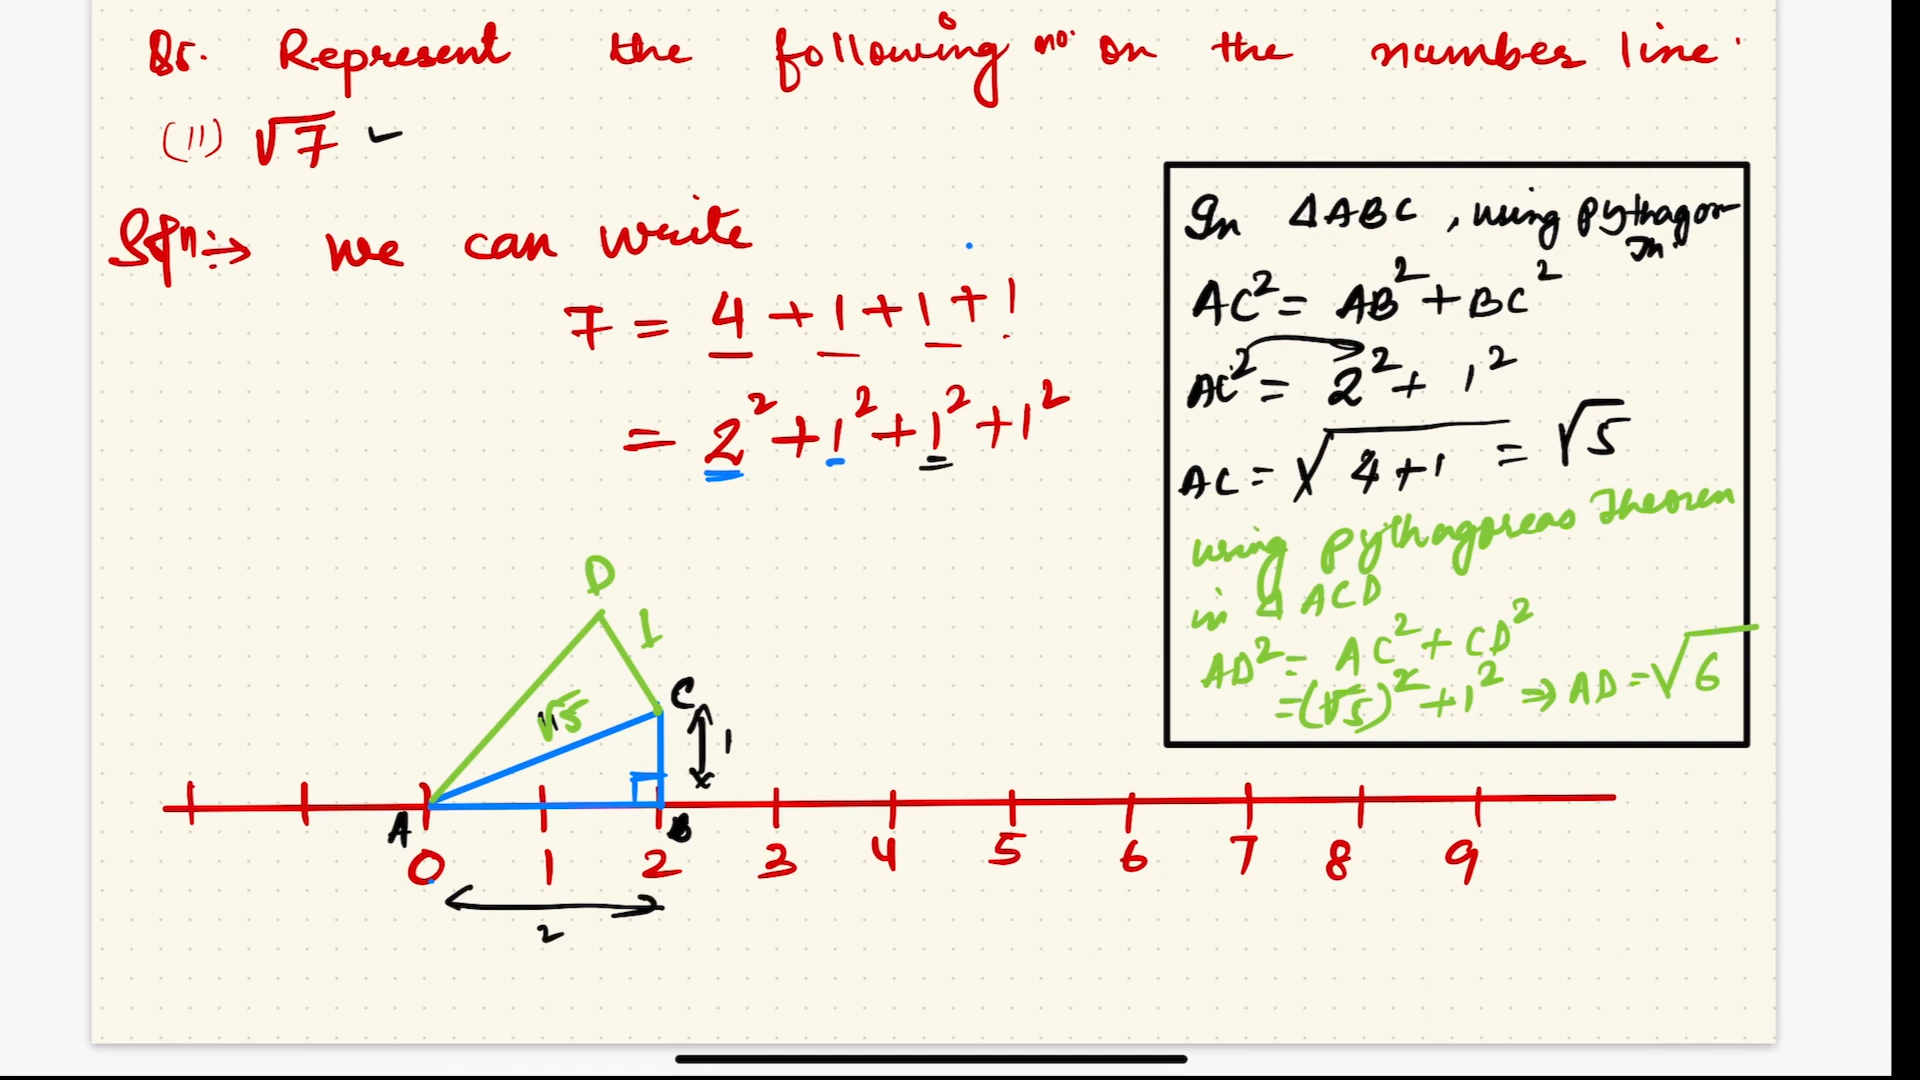 Q5. Represent the following no. on the number line.
(11) √7
Sol^n:→ we can write
7 = 4 + 1 + 1 + 1
= 2² + 1² + 1² + 1²
In ΔABC, using pythagoras Th.
AC² = AB² + BC²
AC² = 2² + 1²
AC = √4+1 = √5
using pythagoreas Theorem
in Δ ACD
AD² = AC² + CD²
= (√5)² + 1² ⇒ AD = √6
D
1
√5
C
1
A
B
0 1 2 3 4 5 6 7 8 9
2